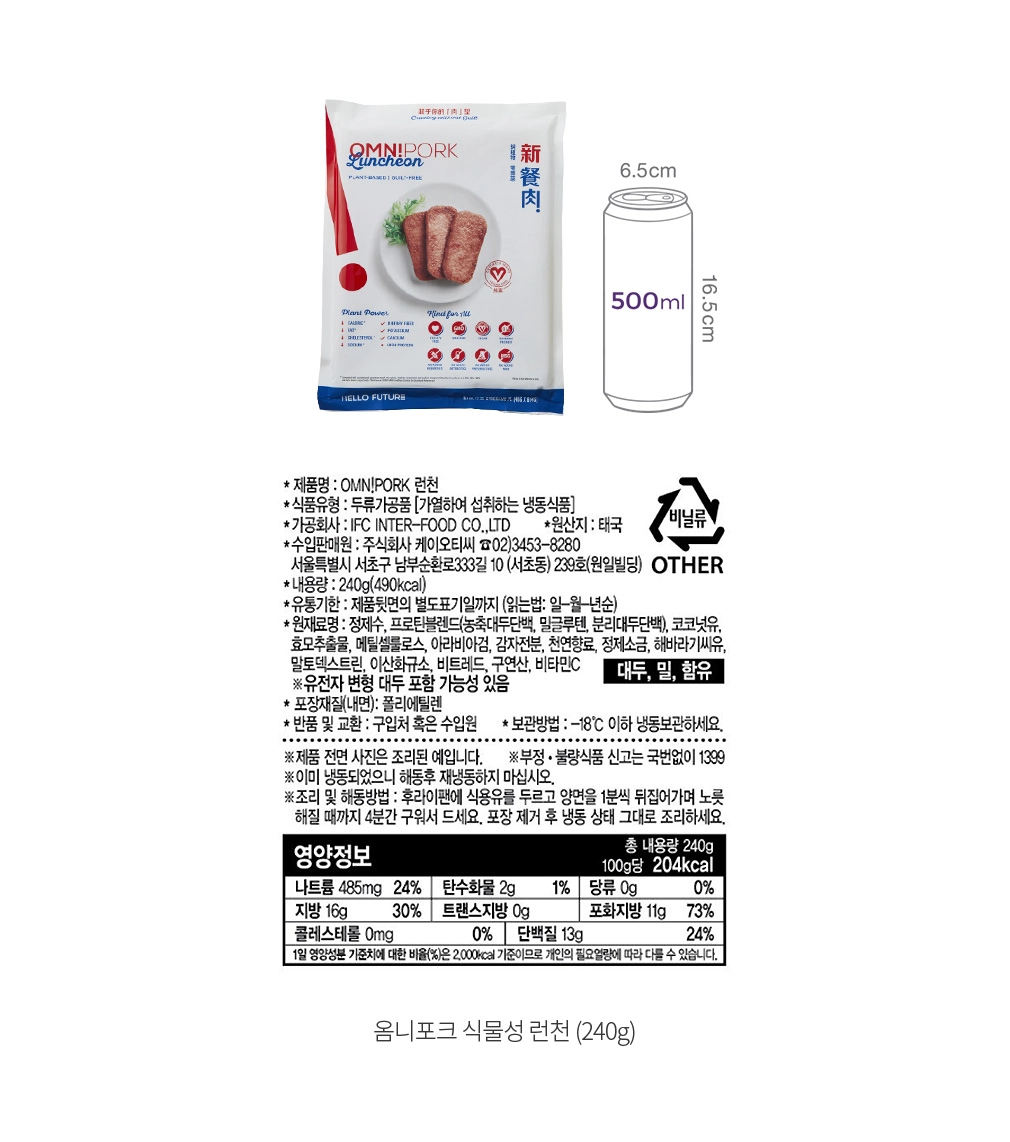 OMN!PORK
Luncheon
PLANT-BASED | GUILT-FREE
新餐肉!
Plant Power
Kind for All
CALORIE
FAT
CHOLESTEROL
SODIUM
DIETARY FIBER
POTASSIUM
CALCIUM
HIGH PROTEIN
HELLO FUTURE
6.5cm
500ml
16.5cm
* 제품명 : OMN!PORK 런천
* 식품유형 : 두류가공품 [가열하여 섭취하는 냉동식품]
* 가공회사 : IFC INTER-FOOD CO.,LTD *원산지 : 태국
* 수입판매원 : 주식회사 케이오티씨 ☎02)3453-8280
서울특별시 서초구 남부순환로333길 10 (서초동) 239호(원일빌딩)
비닐류
OTHER
* 내용량 : 240g(490kcal)
* 유통기한 : 제품뒷면의 별도표기일까지 (읽는법: 일-월-년순)
* 원재료명 : 정제수, 프로틴블렌드(농축대두단백, 밀글루텐, 분리대두단백), 코코넛유,
효모추출물, 메틸셀룰로스, 아라비아검, 감자전분, 천연향료, 정제소금, 해바라기씨유,
말토덱스트린, 이산화규소, 비트레드, 구연산, 비타민C
대두, 밀, 함유
※유전자 변형 대두 포함 가능성 있음
* 포장재질(내면): 폴리에틸렌
* 반품 및 교환 : 구입처 혹은 수입원 * 보관방법 : -18℃ 이하 냉동보관하세요.
※제품 전면 사진은 조리된 예입니다. ※부정 • 불량식품 신고는 국번없이 1399
※이미 냉동되었으니 해동후 재냉동하지 마십시오.
※조리 및 해동방법 : 후라이팬에 식용유를 두르고 양면을 1분씩 뒤집어가며 노릇
해질 때까지 4분간 구워서 드세요. 포장 제거 후 냉동 상태 그대로 조리하세요.
영양정보
총 내용량 240g
100g당 204kcal
나트륨 485mg 24% 탄수화물 2g 1% 당류 0g 0%
지방 16g 30% 트랜스지방 0g 포화지방 11g 73%
콜레스테롤 0mg 0% 단백질 13g 24%
1일 영양성분 기준치에 대한 비율(%)은 2,000kcal 기준이므로 개인의 필요열량에 따라 다를 수 있습니다.
옴니포크 식물성 런천 (240g)